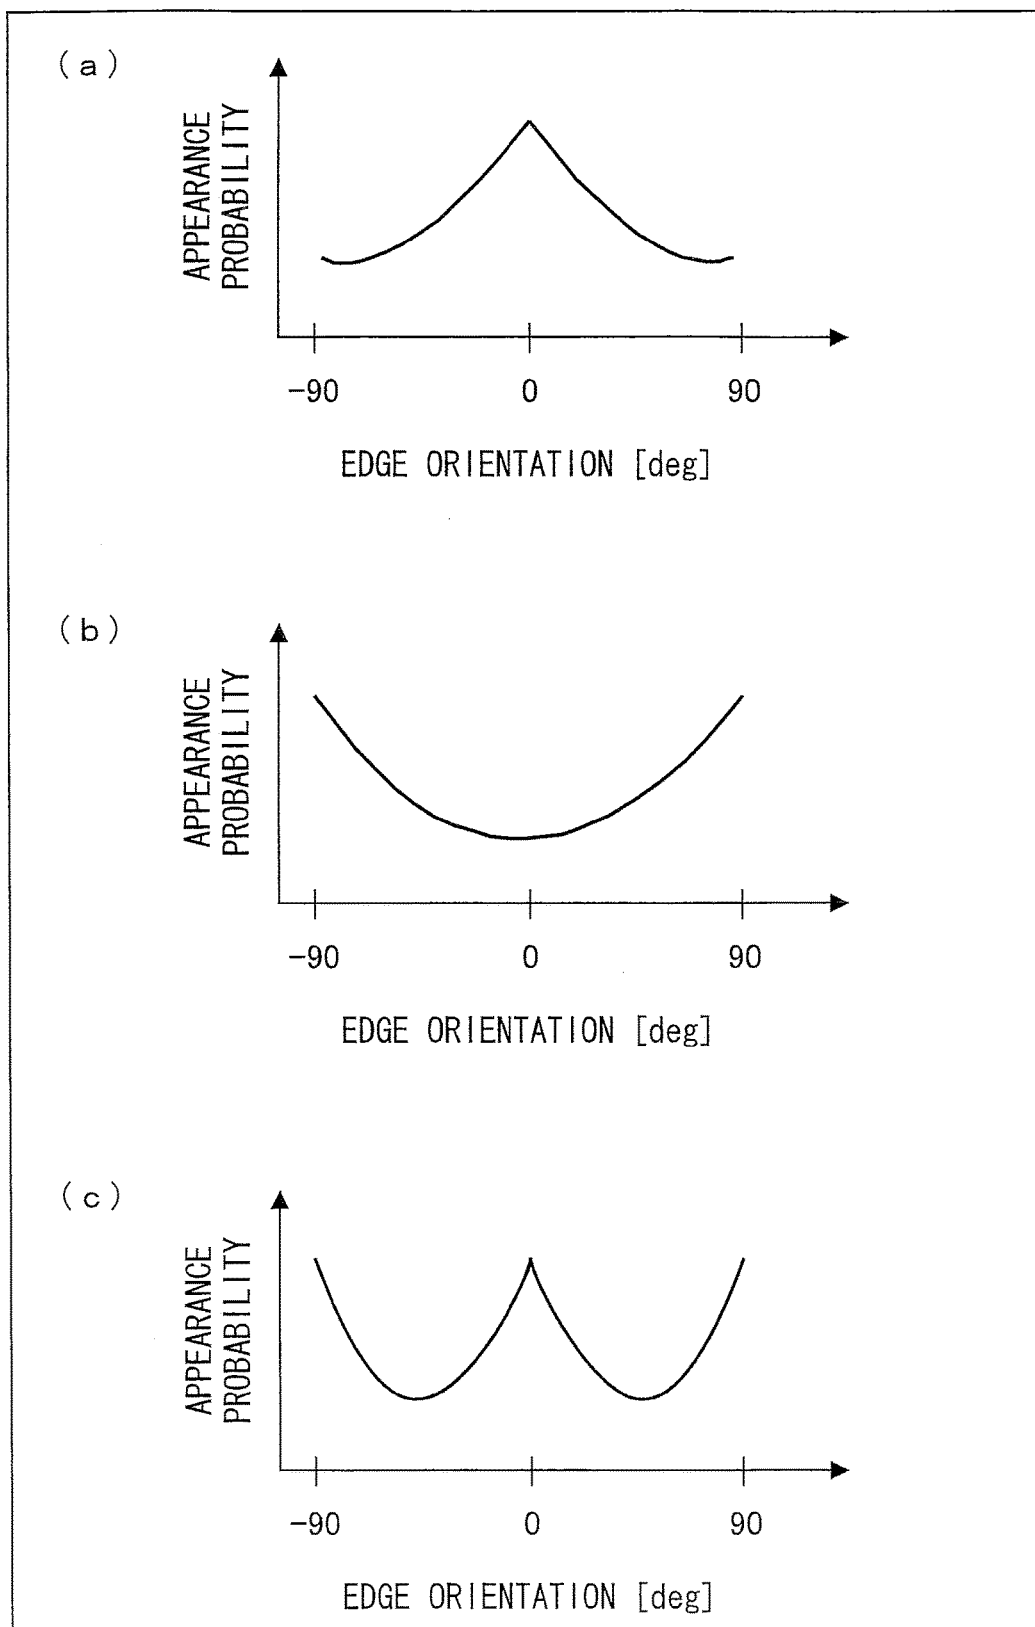 (a)
APPEARANCE
PROBABILITY
-90 0 90
EDGE ORIENTATION [deg]
(b)
APPEARANCE
PROBABILITY
-90 0 90
EDGE ORIENTATION [deg]
(c)
APPEARANCE
PROBABILITY
-90 0 90
EDGE ORIENTATION [deg]